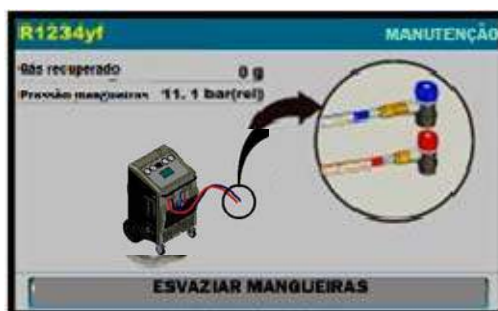 R1234yf MANUTENÇÃO
Gás recuperado 0 g
Pressão mangueiras 11.1 bar(rel)
ESVAZIAR MANGUEIRAS